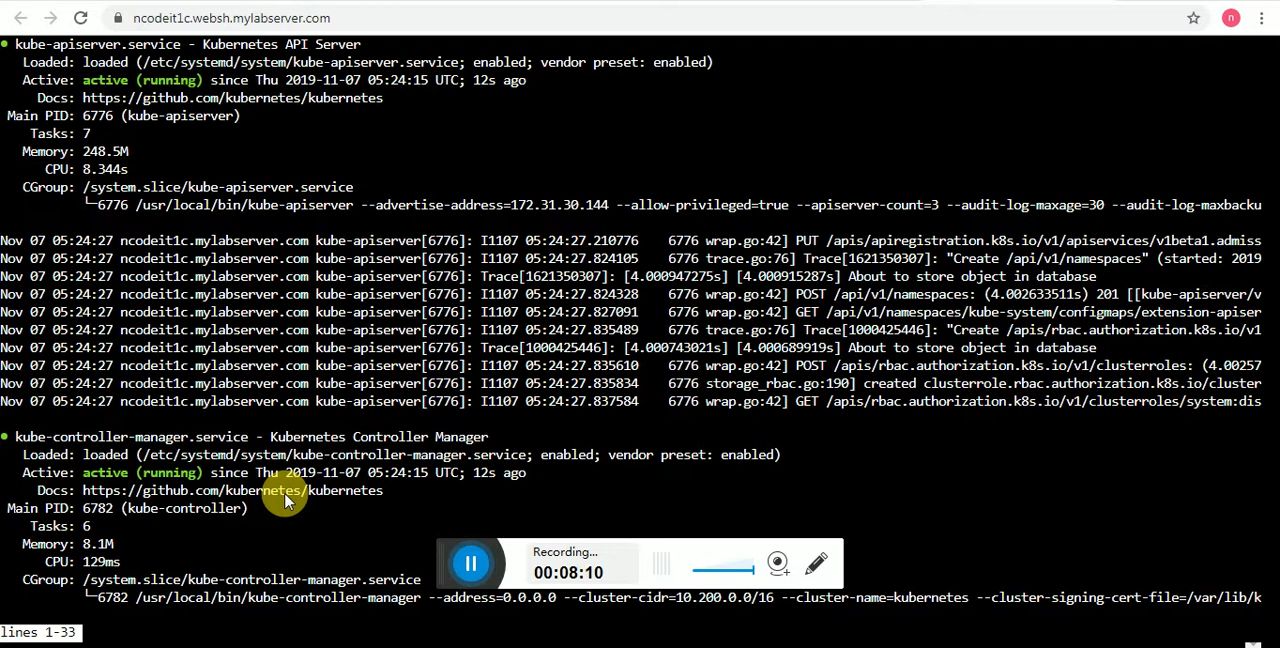 ncodeit1c.websh.mylabserver.com
n
● kube-apiserver.service - Kubernetes API Server
Loaded: loaded (/etc/systemd/system/kube-apiserver.service; enabled; vendor preset: enabled)
Active: active (running) since Thu 2019-11-07 05:24:15 UTC; 12s ago
Docs: https://github.com/kubernetes/kubernetes
Main PID: 6776 (kube-apiserver)
Tasks: 7
Memory: 248.5M
CPU: 8.344s
CGroup: /system.slice/kube-apiserver.service
└─6776 /usr/local/bin/kube-apiserver --advertise-address=172.31.30.144 --allow-privileged=true --apiserver-count=3 --audit-log-maxage=30 --audit-log-maxbacku
Nov 07 05:24:27 ncodeit1c.mylabserver.com kube-apiserver[6776]: I1107 05:24:27.210776 6776 wrap.go:42] PUT /apis/apiregistration.k8s.io/v1/apiservices/v1beta1.admiss
Nov 07 05:24:27 ncodeit1c.mylabserver.com kube-apiserver[6776]: I1107 05:24:27.824105 6776 trace.go:76] Trace[1621350307]: "Create /api/v1/namespaces" (started: 2019
Nov 07 05:24:27 ncodeit1c.mylabserver.com kube-apiserver[6776]: Trace[1621350307]: [4.000947275s] [4.000915287s] About to store object in database
Nov 07 05:24:27 ncodeit1c.mylabserver.com kube-apiserver[6776]: I1107 05:24:27.824328 6776 wrap.go:42] POST /api/v1/namespaces: (4.002633511s) 201 [[kube-apiserver/v
Nov 07 05:24:27 ncodeit1c.mylabserver.com kube-apiserver[6776]: I1107 05:24:27.827091 6776 wrap.go:42] GET /api/v1/namespaces/kube-system/configmaps/extension-apiser
Nov 07 05:24:27 ncodeit1c.mylabserver.com kube-apiserver[6776]: I1107 05:24:27.835489 6776 trace.go:76] Trace[1000425446]: "Create /apis/rbac.authorization.k8s.io/v1
Nov 07 05:24:27 ncodeit1c.mylabserver.com kube-apiserver[6776]: Trace[1000425446]: [4.000743021s] [4.000689919s] About to store object in database
Nov 07 05:24:27 ncodeit1c.mylabserver.com kube-apiserver[6776]: I1107 05:24:27.835610 6776 wrap.go:42] POST /apis/rbac.authorization.k8s.io/v1/clusterroles: (4.00257
Nov 07 05:24:27 ncodeit1c.mylabserver.com kube-apiserver[6776]: I1107 05:24:27.835834 6776 storage_rbac.go:190] created clusterrole.rbac.authorization.k8s.io/cluster
Nov 07 05:24:27 ncodeit1c.mylabserver.com kube-apiserver[6776]: I1107 05:24:27.837584 6776 wrap.go:42] GET /apis/rbac.authorization.k8s.io/v1/clusterroles/system:dis
● kube-controller-manager.service - Kubernetes Controller Manager
Loaded: loaded (/etc/systemd/system/kube-controller-manager.service; enabled; vendor preset: enabled)
Active: active (running) since Thu 2019-11-07 05:24:15 UTC; 12s ago
Docs: https://github.com/kubernetes/kubernetes
Main PID: 6782 (kube-controller)
Tasks: 6
Memory: 8.1M
CPU: 129ms
CGroup: /system.slice/kube-controller-manager.service
└─6782 /usr/local/bin/kube-controller-manager --address=0.0.0.0 --cluster-cidr=10.200.0.0/16 --cluster-name=kubernetes --cluster-signing-cert-file=/var/lib/k
Recording...
00:08:10
lines 1-33